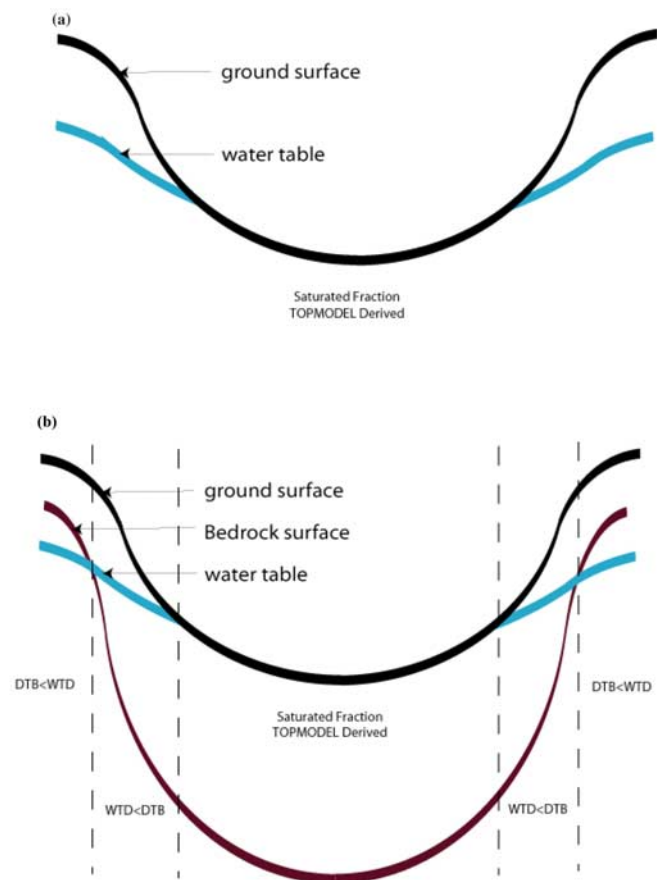 (a)
ground surface
water table
Saturated Fraction
TOPMODEL Derived
(b)
ground surface
Bedrock surface
water table
DTB<WTD
DTB<WTD
Saturated Fraction
TOPMODEL Derived
WTD<DTB
WTD<DTB